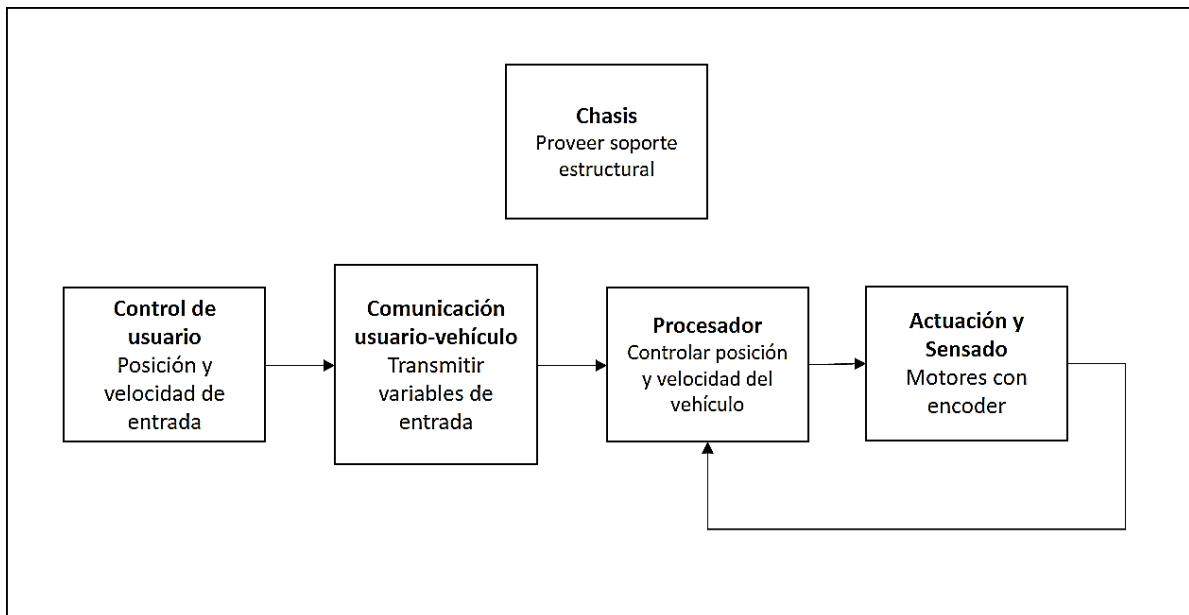 Chasis
Proveer soporte
estructural
Control de
usuario
Posición y
velocidad de
entrada
Comunicación
usuario-vehículo
Transmitir
variables de
entrada
Procesador
Controlar posición
y velocidad del
vehículo
Actuación y
Sensado
Motores con
encoder